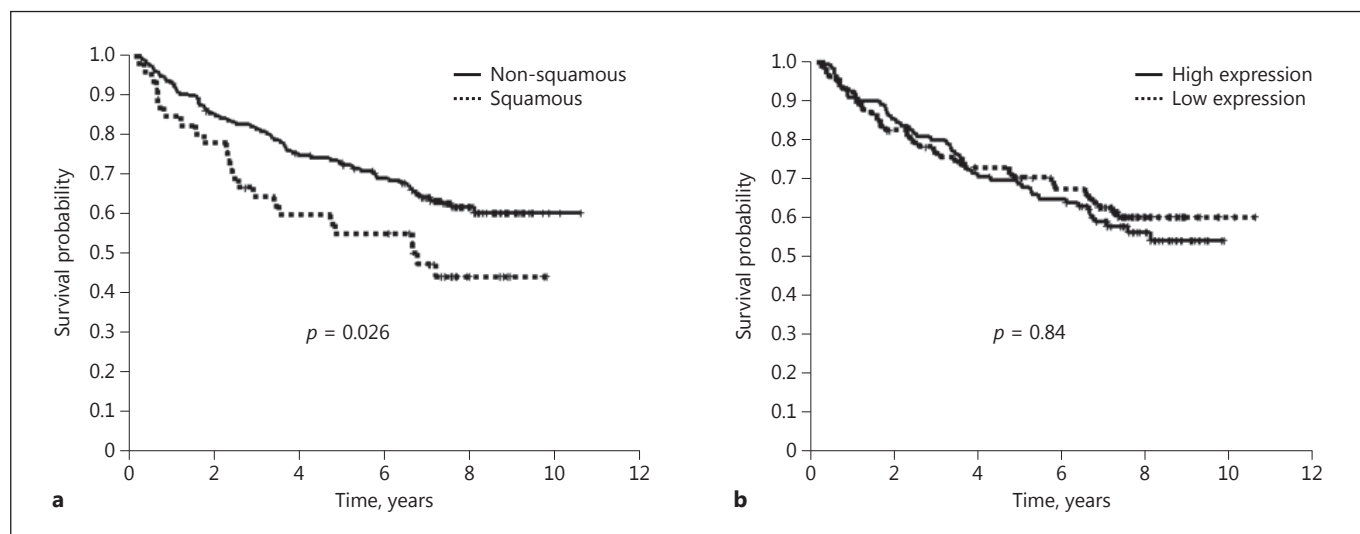 1.0
0.9
0.8
0.7
0.6
0.5
0.4
0.3
0.2
0.1
0
Survival probability
Non-squamous
Squamous
p = 0.026
0 2 4 6 8 10 12
Time, years
a
1.0
0.9
0.8
0.7
0.6
0.5
0.4
0.3
0.2
0.1
0
Survival probability
High expression
Low expression
p = 0.84
0 2 4 6 8 10 12
Time, years
b